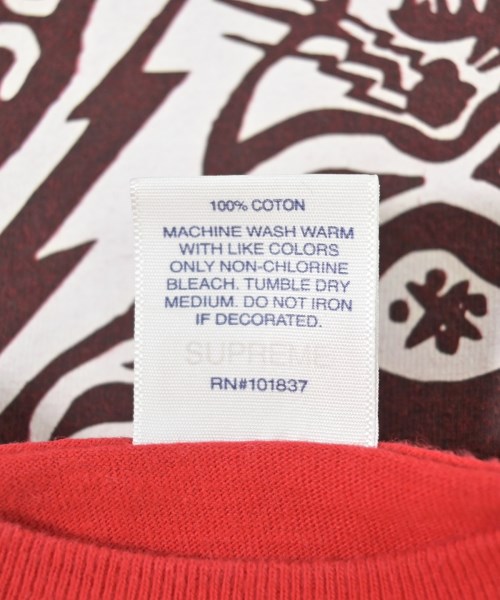 100% COTON
MACHINE WASH WARM
WITH LIKE COLORS
ONLY NON-CHLORINE
BLEACH. TUMBLE DRY
MEDIUM. DO NOT IRON
IF DECORATED.
SUPREME
RN#101837